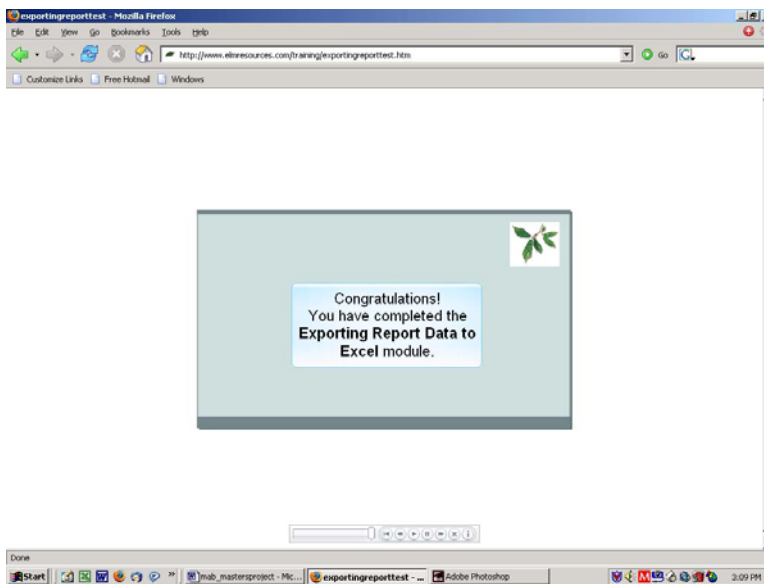 exportingreporttest - Mozilla Firefox
File Edit View Go Bookmarks Tools Help
http://www.elmresources.com/training/exportingreporttest.htm
Go
Customize Links Free Hotmail Windows
Congratulations!
You have completed the
Exporting Report Data to
Excel module.
Done
Start mab_mastersproject - Mic... exportingreporttest - ... Adobe Photoshop 3:09 PM